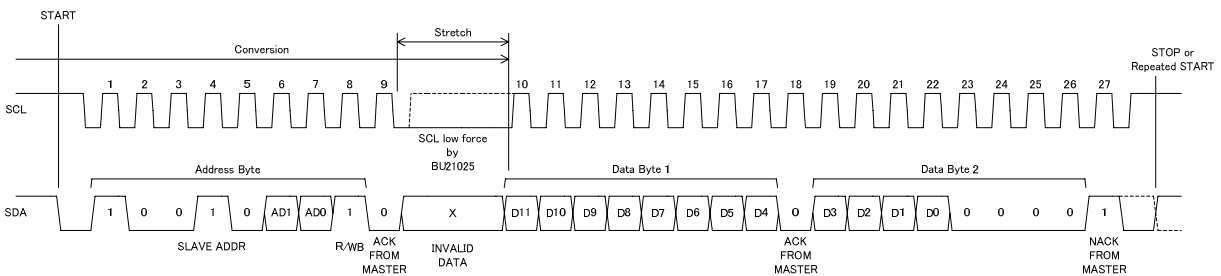 START
Stretch
Conversion
STOP or
Repeated START
1 2 3 4 5 6 7 8 9 10 11 12 13 14 15 16 17 18 19 20 21 22 23 24 25 26 27
SCL
SCL low force
by
BU21025
Address Byte Data Byte 1 Data Byte 2
SDA 1 0 0 1 0 AD1 AD0 1 0 X D11 D10 D9 D8 D7 D6 D5 D4 0 D3 D2 D1 D0 0 0 0 0 1
SLAVE ADDR R/WB
ACK
FROM
MASTER
INVALID
DATA
ACK
FROM
MASTER
NACK
FROM
MASTER